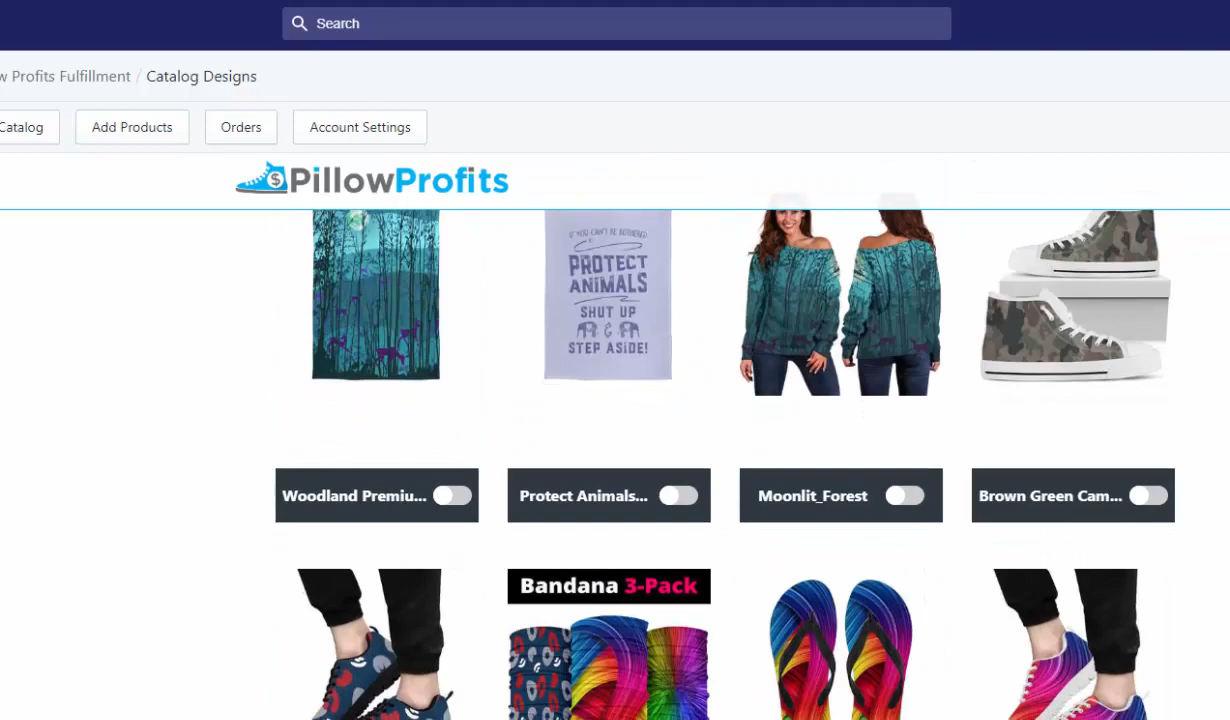 Search
w Profits Fulfillment / Catalog Designs
Catalog
Add Products
Orders
Account Settings
$PillowProfits
IF YOU CAN'T BE BOTHERED
PROTECT
ANIMALS
SHUT UP
&
STEP ASIDE!
Woodland Premiu...
Protect Animals...
Moonlit_Forest
Brown Green Cam...
Bandana 3-Pack